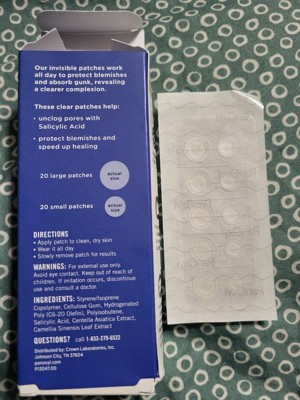 Our invisible patches work
all day to protect blemishes
and absorb gunk, revealing
a clearer complexion.
These clear patches help:
• unclog pores with
Salicylic Acid
• protect blemishes and
speed up healing
20 large patches
actual
size
20 small patches
actual
size
DIRECTIONS
• Apply patch to clean, dry skin
• Wear it all day
• Slowly remove patch for results
WARNINGS: For external use only.
Avoid eye contact. Keep out of reach of
children. If irritation occurs, discontinue
use and consult a doctor.
INGREDIENTS: Styrene/Isoprene
Copolymer, Cellulose Gum, Hydrogenated
Poly (C6-20 Olefin), Polyisobutene,
Salicylic Acid, Centella Asiatica Extract,
Camellia Sinensis Leaf Extract
QUESTIONS? call 1-833-279-6522
Distributed by: Crown Laboratories, Inc.
Johnson City, TN 37604
panoxyl.com